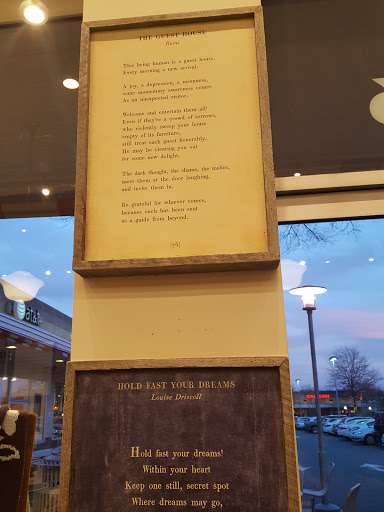 THE GUEST HOUSE
Rumi
This being human is a guest house.
Every morning a new arrival.
A joy, a depression, a meanness,
some momentary awareness comes
As an unexpected visitor.
Welcome and entertain them all!
Even if they're a crowd of sorrows,
who violently sweep your house
empty of its furniture,
still treat each guest honorably.
He may be clearing you out
for some new delight.
The dark thought, the shame, the malice,
meet them at the door laughing,
and invite them in.
Be grateful for whoever comes,
because each has been sent
as a guide from beyond.
AT&T
HOLD FAST YOUR DREAMS
Louise Driscoll
Hold fast your dreams!
Within your heart
Keep one still, secret spot
Where dreams may go,